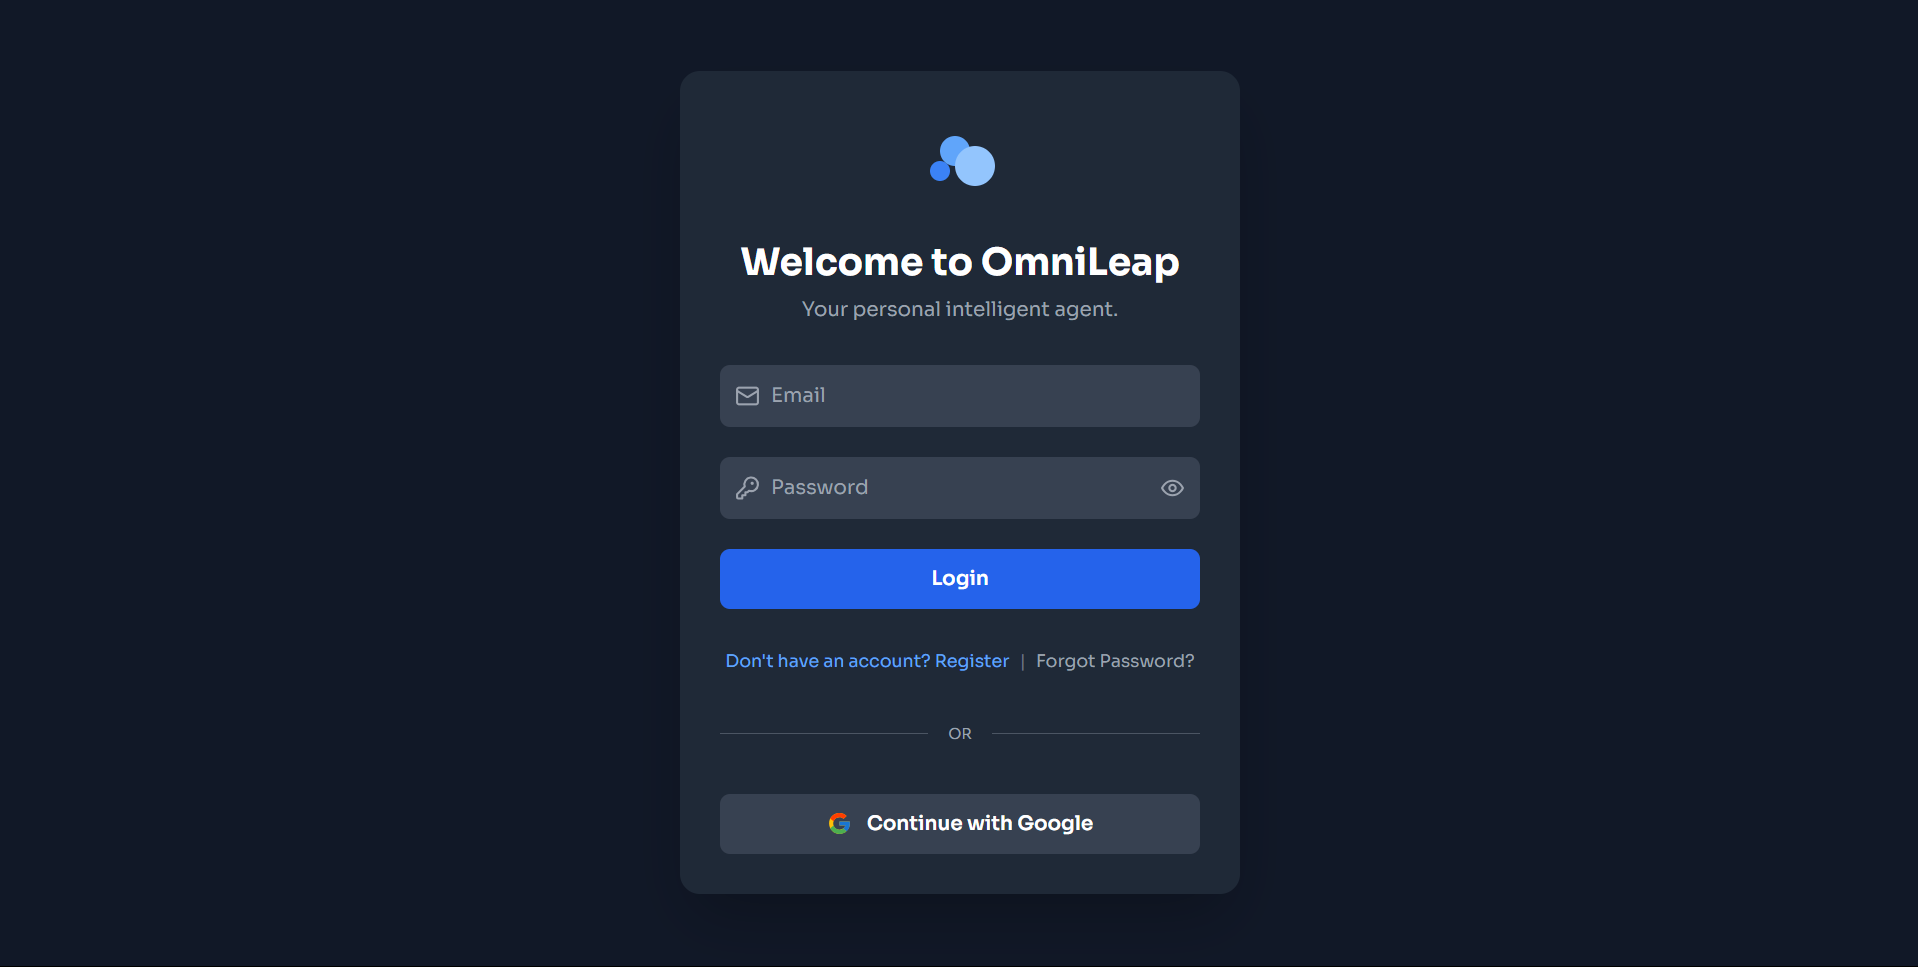 Welcome to OmniLeap
Your personal intelligent agent.
Email
Password
Login
Don't have an account? Register | Forgot Password?
OR
Continue with Google